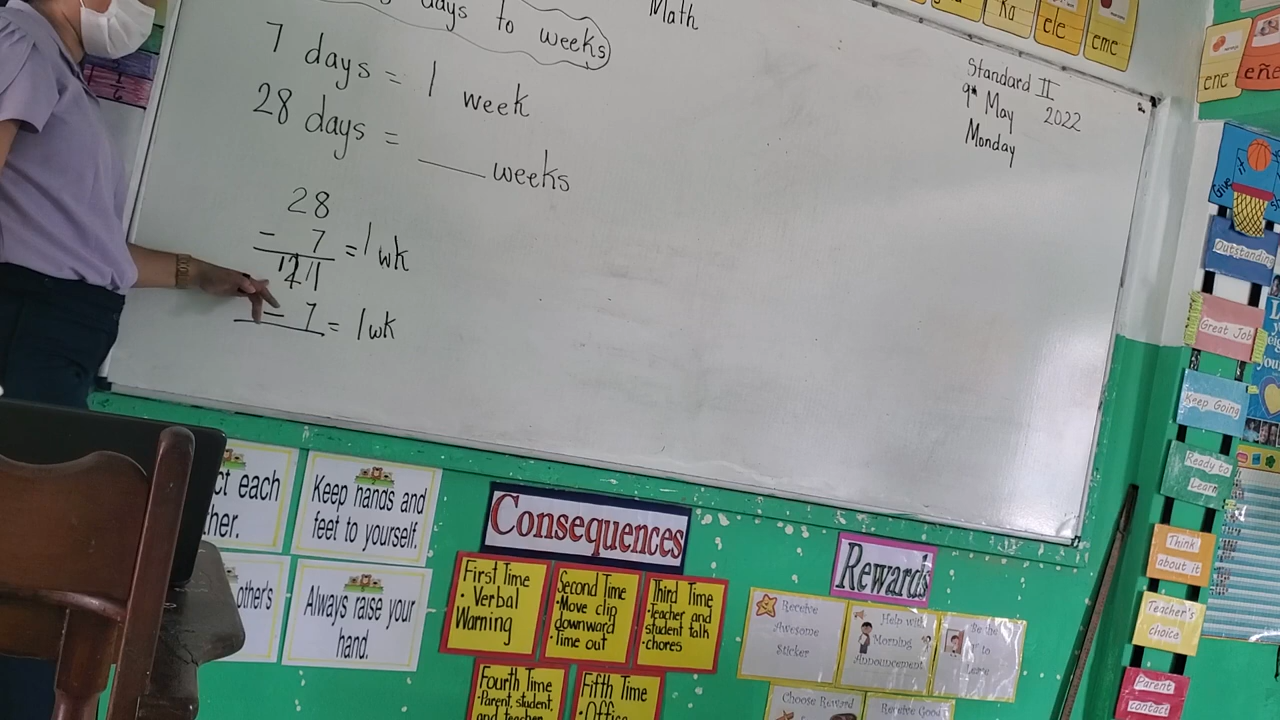 days to weeks
Math
7 days = 1 week
28 days = ___ weeks
28
- 7 = 1 wk
- 7 = 1 wk
Standard II
9th May 2022
Monday
ele
eme
ene
eñe
Outstanding
Great Job
Keep Going
Ready to
Learn
Think
about it
Teacher's
choice
Parent
contact
Keep hands and
feet to yourself.
Always raise your
hand.
each
other's
Consequences
First Time
• Verbal
Warning
Second Time
• Move clip
downward
• Time out
Third Time
• Teacher and
student talk
• chores
Fourth Time
• Parent, student,
and teacher
Fifth Time
• Office
Rewards
Receive
Awesome
Sticker
Help with
Morning
Announcement
Choose Reward
Receive Good